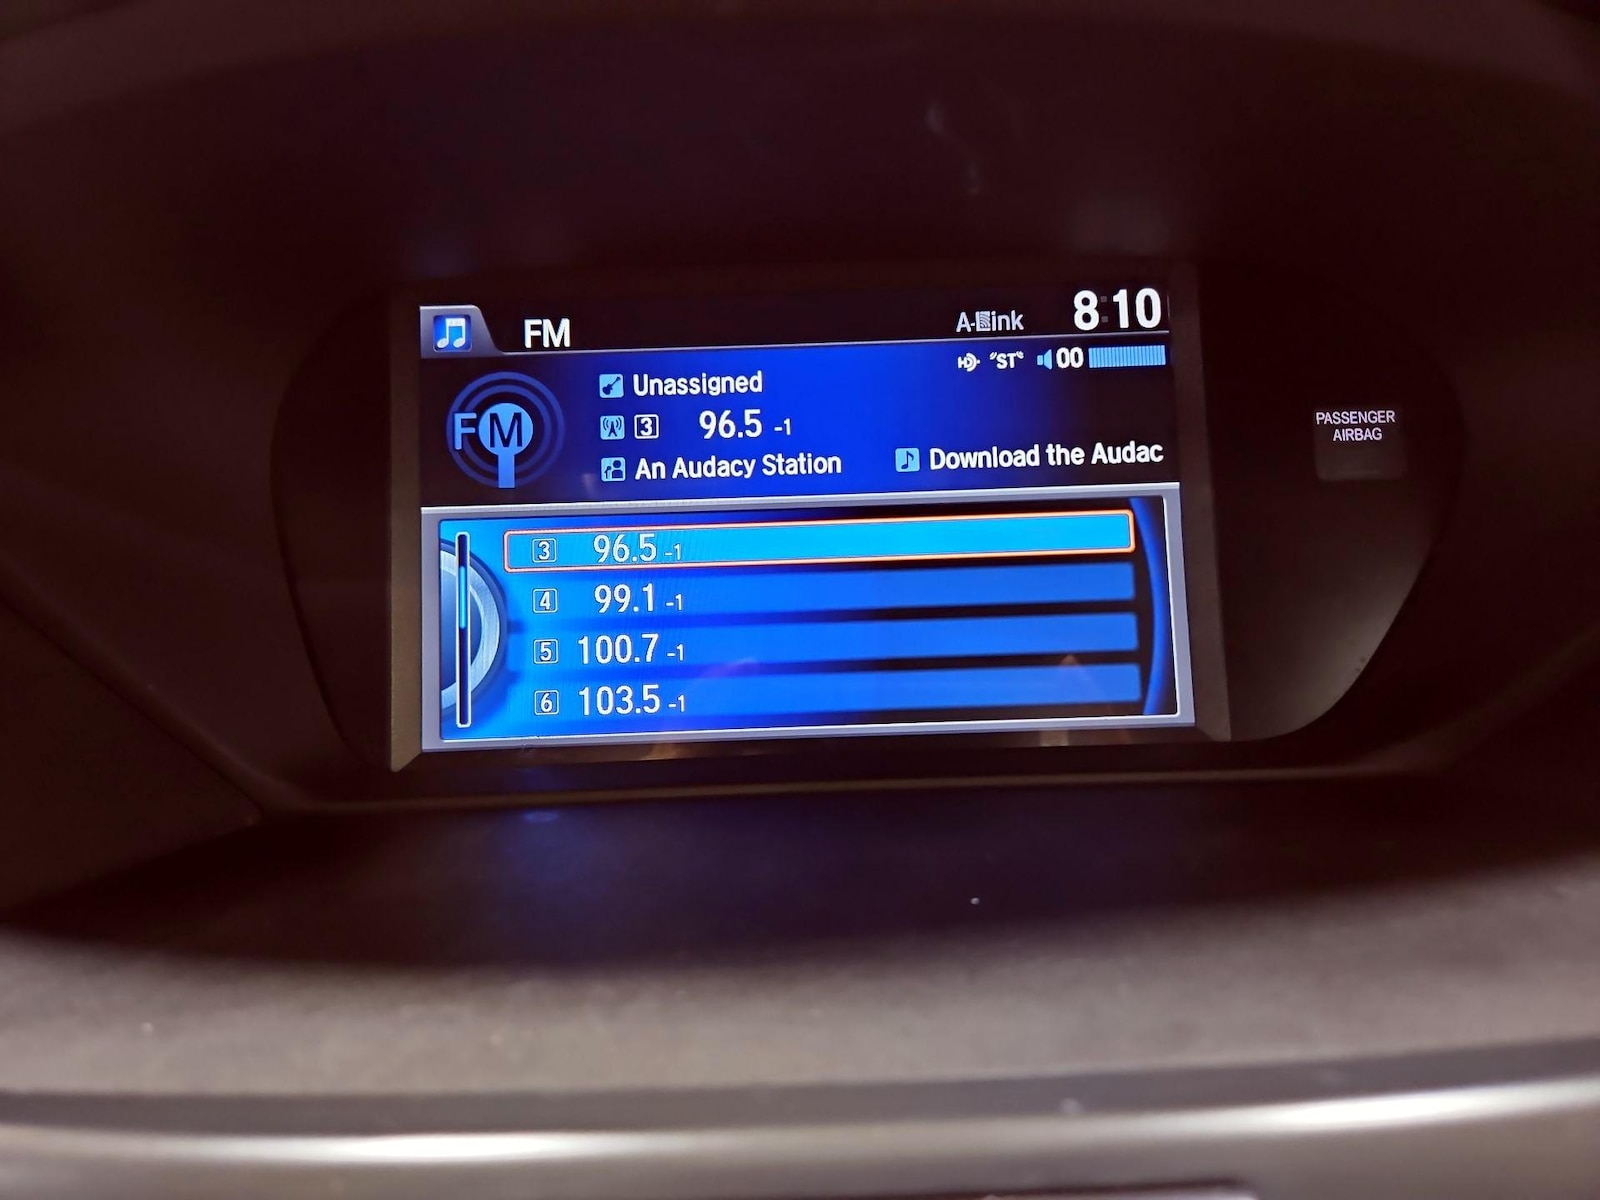 FM
A-Link
8:10
HD "ST" 00
FM
Unassigned
3 96.5 -1
An Audacy Station
Download the Audac
3 96.5 -1
4 99.1 -1
5 100.7 -1
6 103.5 -1
PASSENGER
AIRBAG